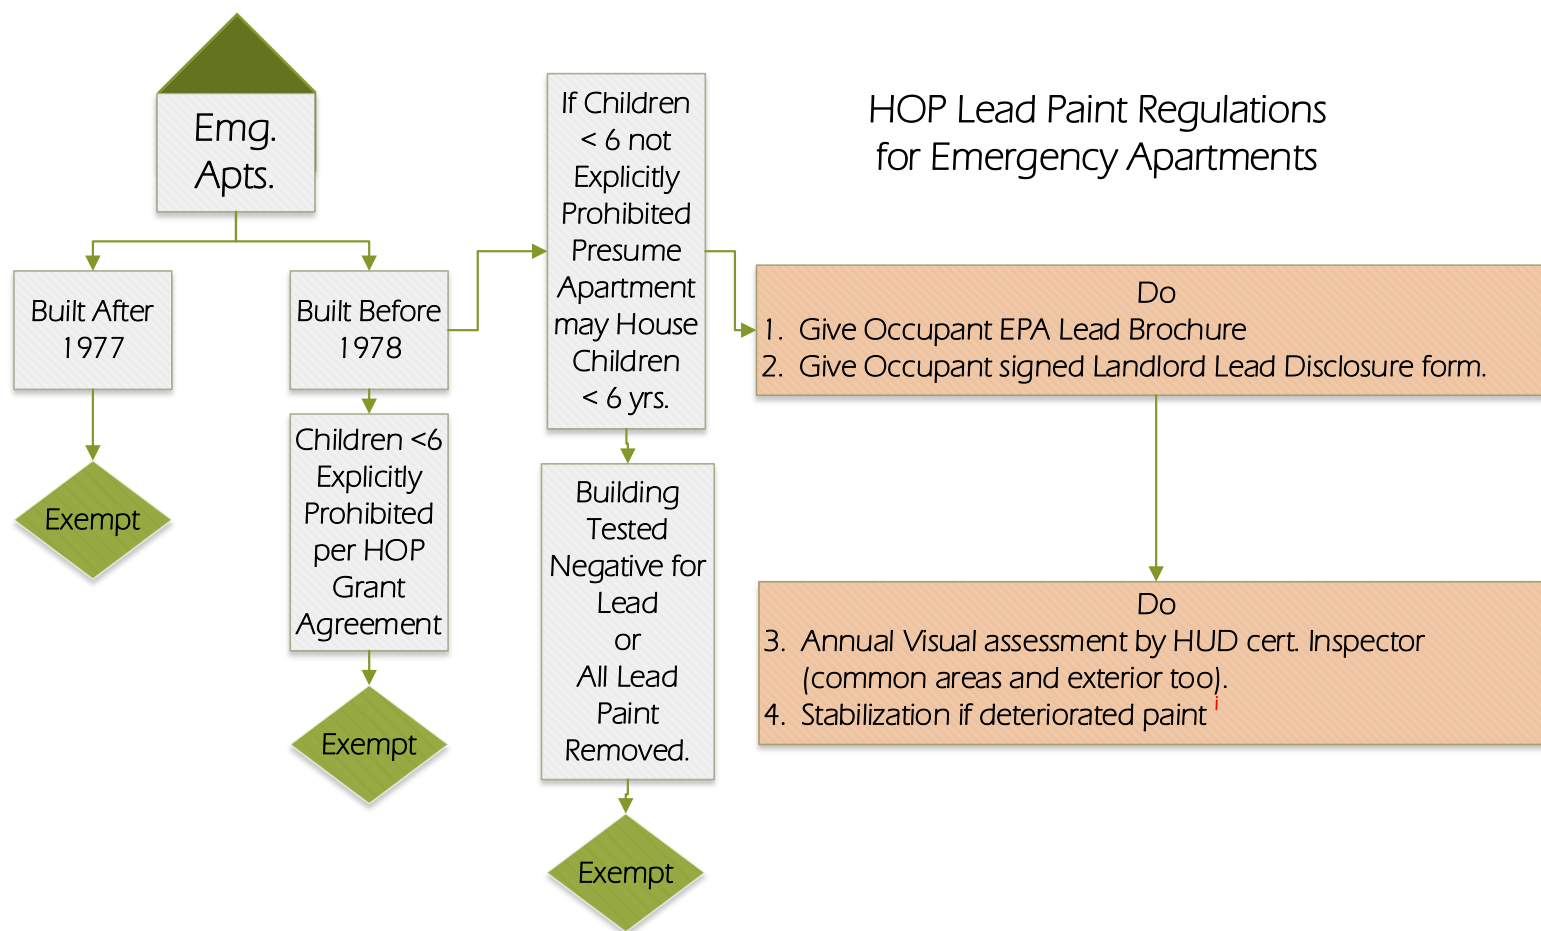 HOP Lead Paint Regulations
for Emergency Apartments
Emg.
Apts.
Built After
1977
Exempt
Built Before
1978
Children <6
Explicitly
Prohibited
per HOP
Grant
Agreement
Exempt
If Children
< 6 not
Explicitly
Prohibited
Presume
Apartment
may House
Children
< 6 yrs.
Building
Tested
Negative for
Lead
or
All Lead
Paint
Removed.
Exempt
Do
1. Give Occupant EPA Lead Brochure
2. Give Occupant signed Landlord Lead Disclosure form.
Do
3. Annual Visual assessment by HUD cert. Inspector
(common areas and exterior too).
4. Stabilization if deteriorated paint i